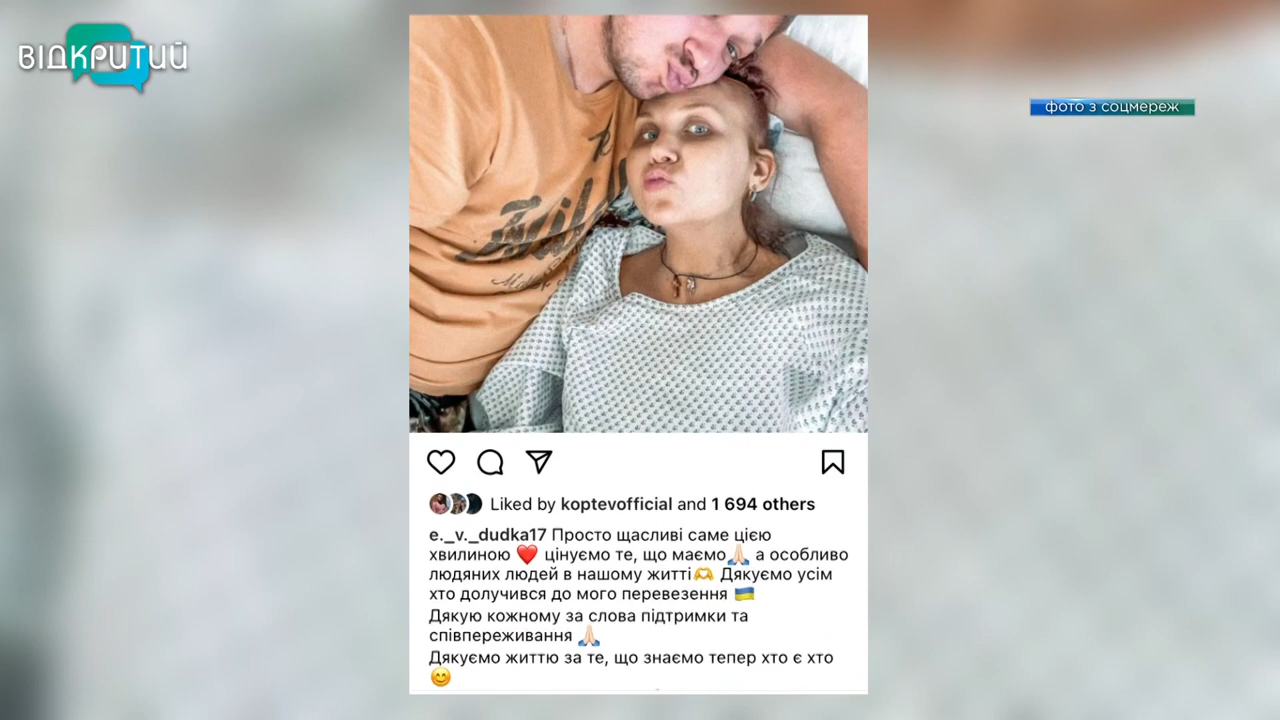 ВІДКРИТИЙ
фото з соцмереж
Liked by koptevofficial and 1 694 others
e._v._dudka17 Просто щасливі саме цією
хвилиною ❤️ цінуємо те, що маємо🙏🏻 а особливо
людяних людей в нашому житті🫶 Дякуємо усім
хто долучився до мого перевезення 🇺🇦
Дякую кожному за слова підтримки та
співпереживання 🙏🏻
Дякуємо життю за те, що знаємо тепер хто є хто
😊